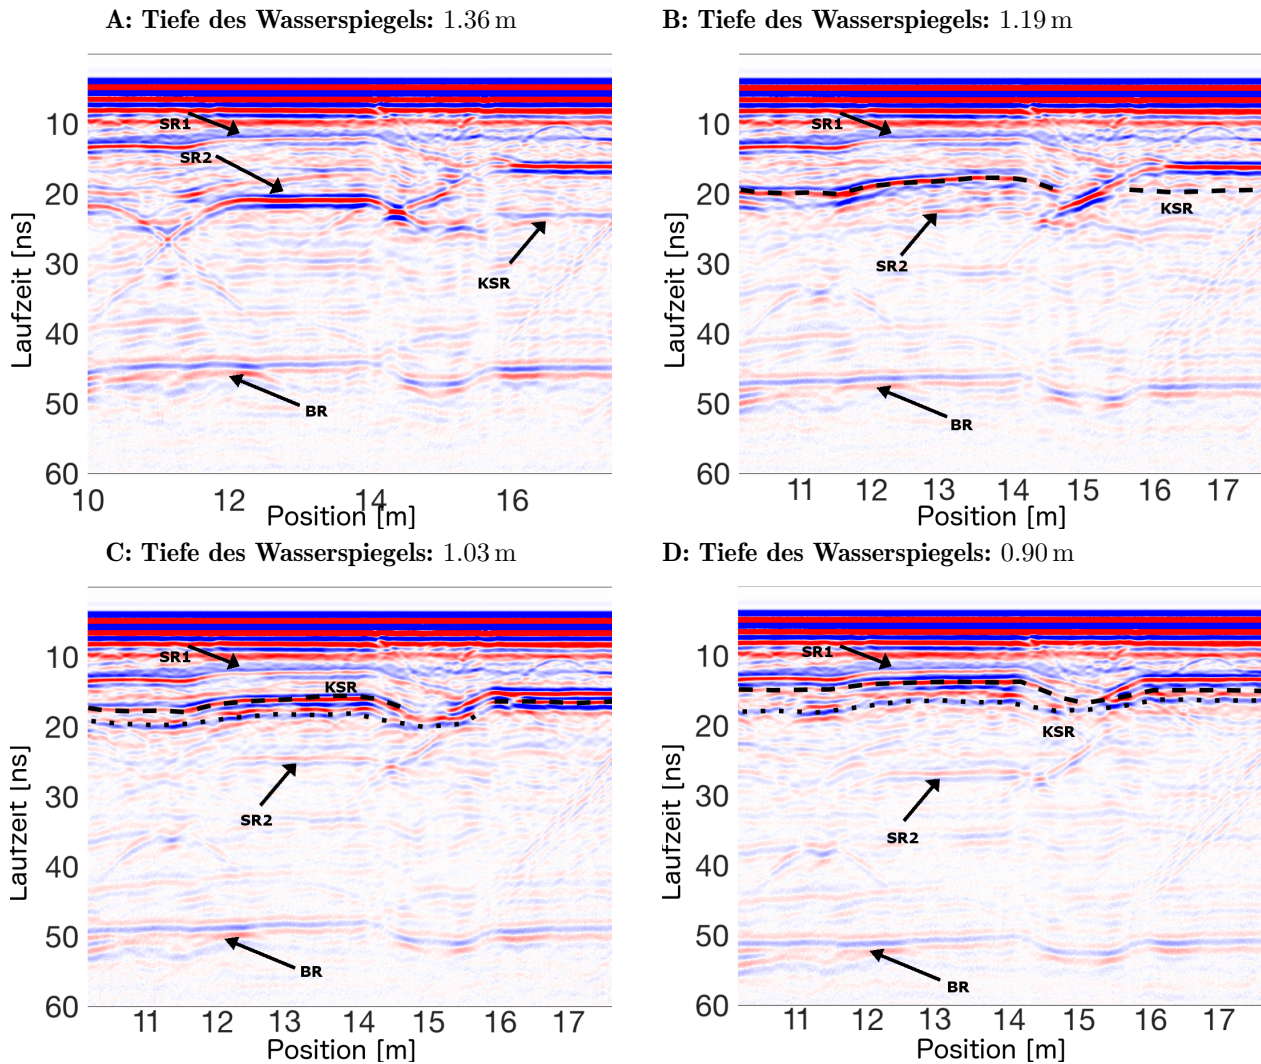 A: Tiefe des Wasserspiegels: 1.36 m
B: Tiefe des Wasserspiegels: 1.19 m
Laufzeit [ns]
10
20
30
40
50
60
SR1
SR2
KSR
BR
10 12 14 16
Position [m]
Laufzeit [ns]
10
20
30
40
50
60
SR1
KSR
SR2
BR
11 12 13 14 15 16 17
Position [m]
C: Tiefe des Wasserspiegels: 1.03 m
D: Tiefe des Wasserspiegels: 0.90 m
Laufzeit [ns]
10
20
30
40
50
60
SR1
KSR
SR2
BR
11 12 13 14 15 16 17
Position [m]
Laufzeit [ns]
10
20
30
40
50
60
SR1
KSR
SR2
BR
11 12 13 14 15 16 17
Position [m]